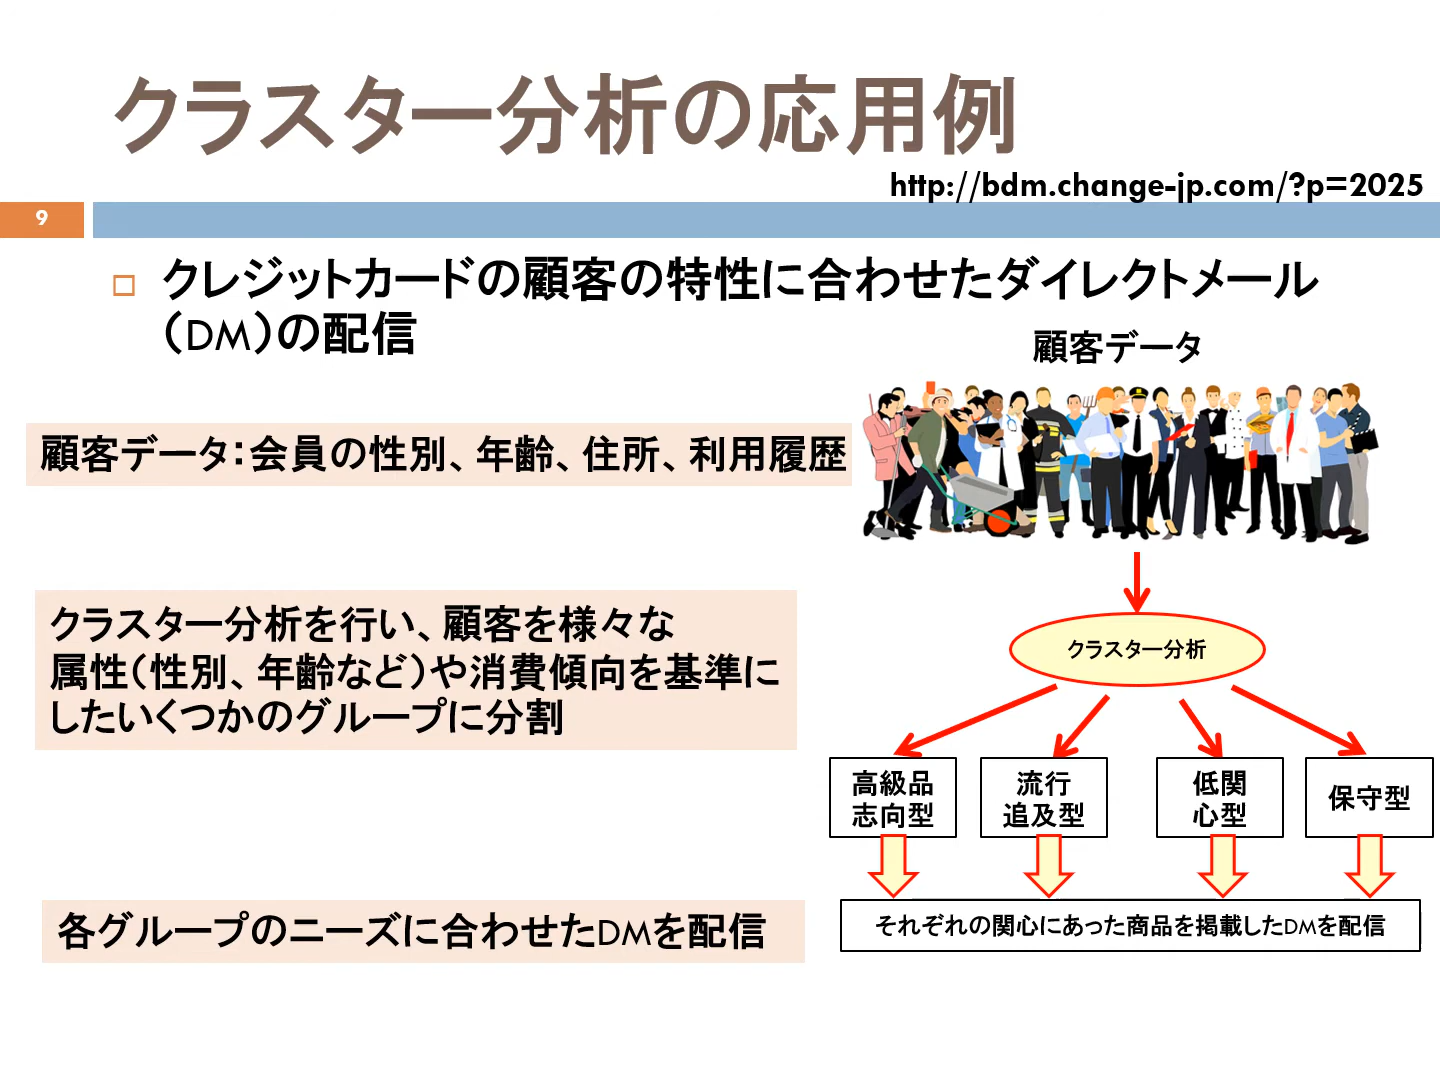 クラスター分析の応用例
http://bdm.change-jp.com/?p=2025
9
クレジットカードの顧客の特性に合わせたダイレクトメール
（DM）の配信
顧客データ
顧客データ：会員の性別、年齢、住所、利用履歴
クラスター分析を行い、顧客を様々な
属性（性別、年齢など）や消費傾向を基準に
したいくつかのグループに分割
クラスター分析
高級品
志向型
流行
追及型
低関
心型
保守型
各グループのニーズに合わせたDMを配信
それぞれの関心にあった商品を掲載したDMを配信